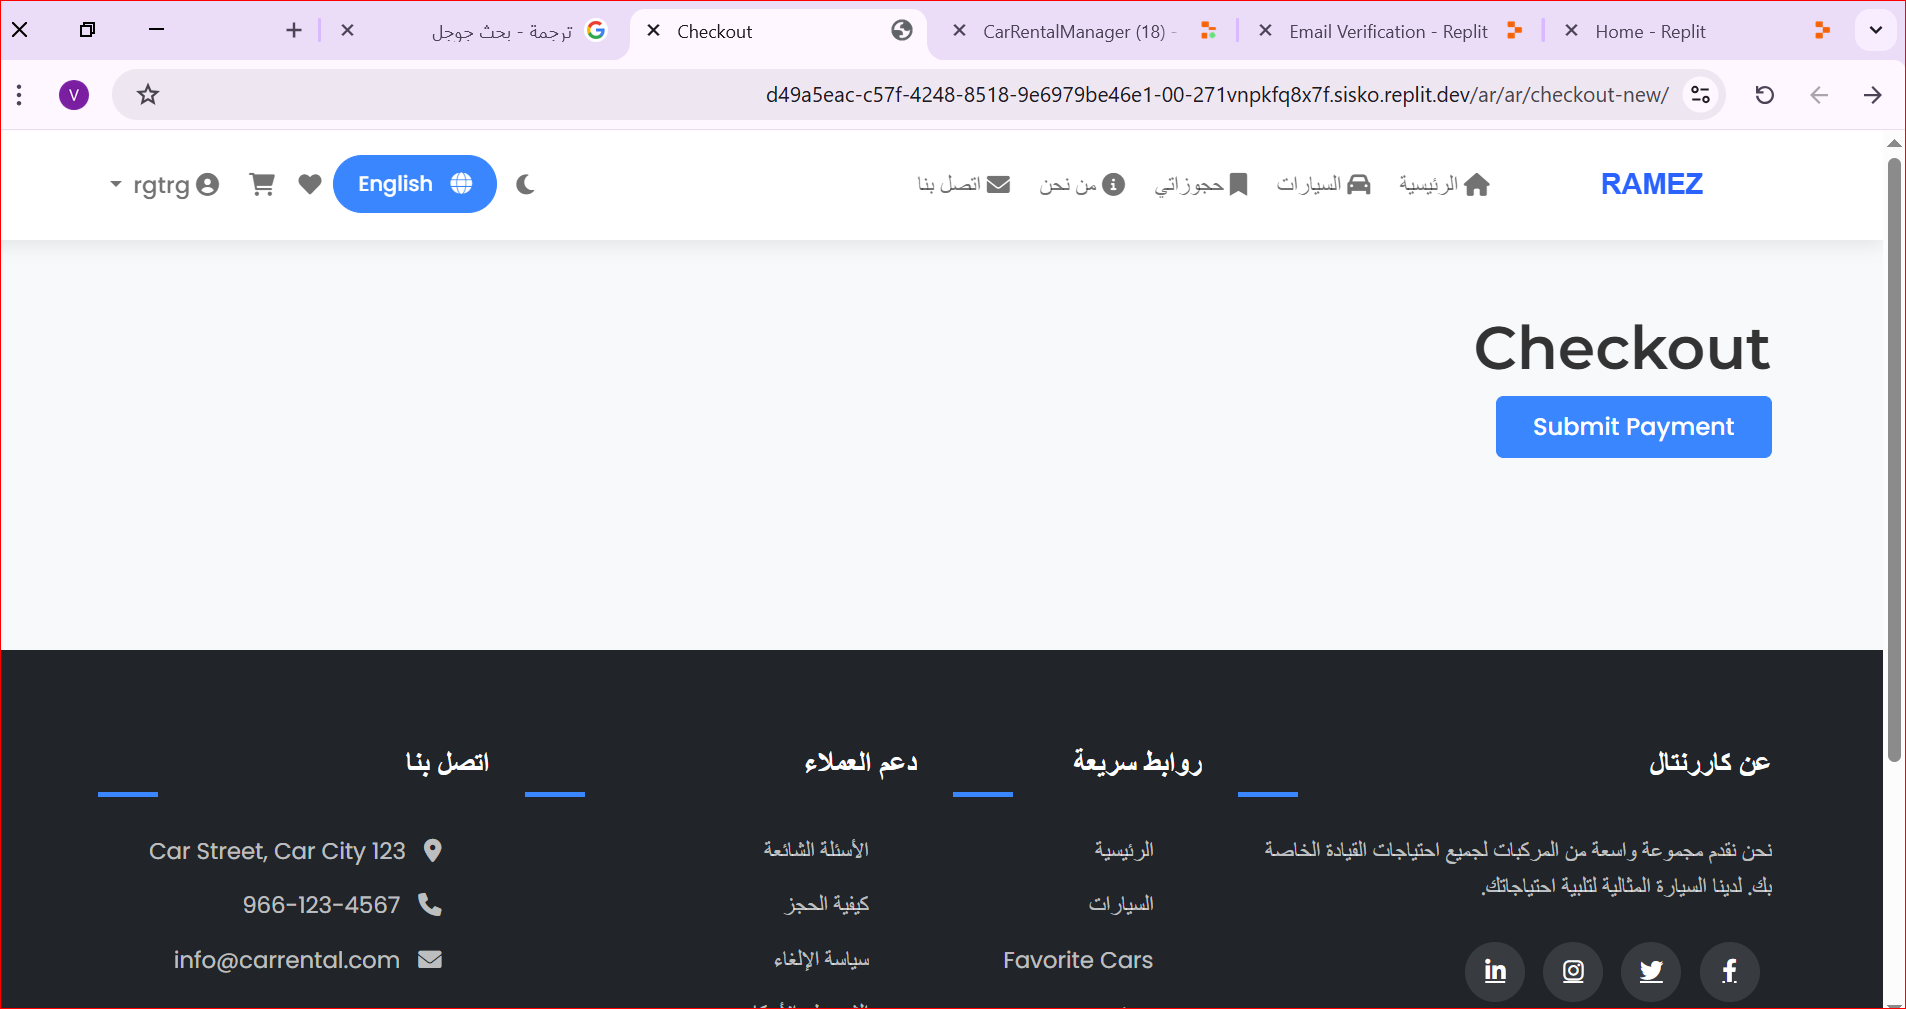 ترجمة - بحث جوجل
Checkout
CarRentalManager (18) -
Email Verification - Replit
Home - Replit
V
d49a5eac-c57f-4248-8518-9e6979be46e1-00-271vnpkfq8x7f.sisko.replit.dev/ar/ar/checkout-new/
RAMEZ
الرئيسية
السيارات
حجوزاتي
من نحن
اتصل بنا
English
rgtrg
Checkout
Submit Payment
عن كاررنتال
نحن نقدم مجموعة واسعة من المركبات لجميع احتياجات القيادة الخاصة
بك. لدينا السيارة المثالية لتلبية احتياجاتك.
روابط سريعة
الرئيسية
السيارات
Favorite Cars
دعم العملاء
الأسئلة الشائعة
كيفية الحجز
سياسة الإلغاء
اتصل بنا
Car Street, Car City 123
966-123-4567
info@carrental.com